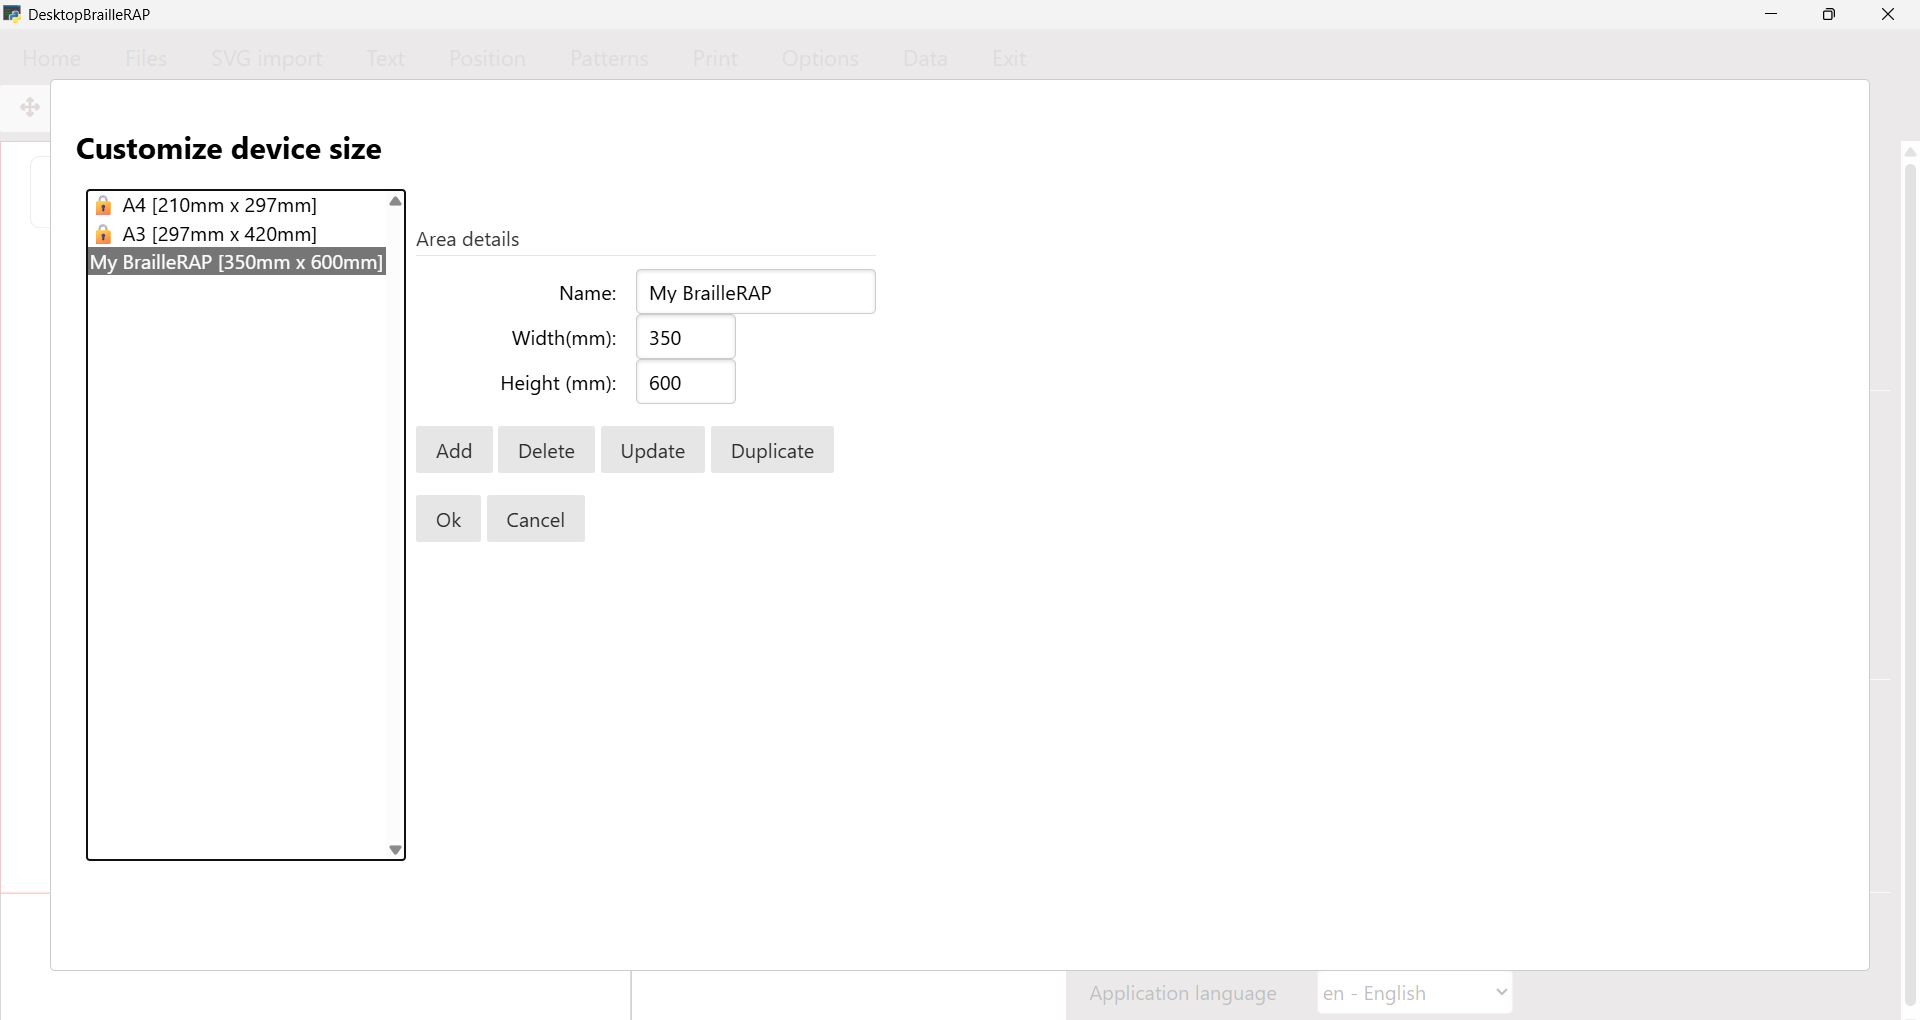 DesktopBrailleRAP
Home Files SVG import Text Position Patterns Print Options Data Exit
Customize device size
A4 [210mm x 297mm]
A3 [297mm x 420mm]
My BrailleRAP [350mm x 600mm]
Area details
Name: My BrailleRAP
Width(mm): 350
Height (mm): 600
Add Delete Update Duplicate
Ok Cancel
Application language en - English